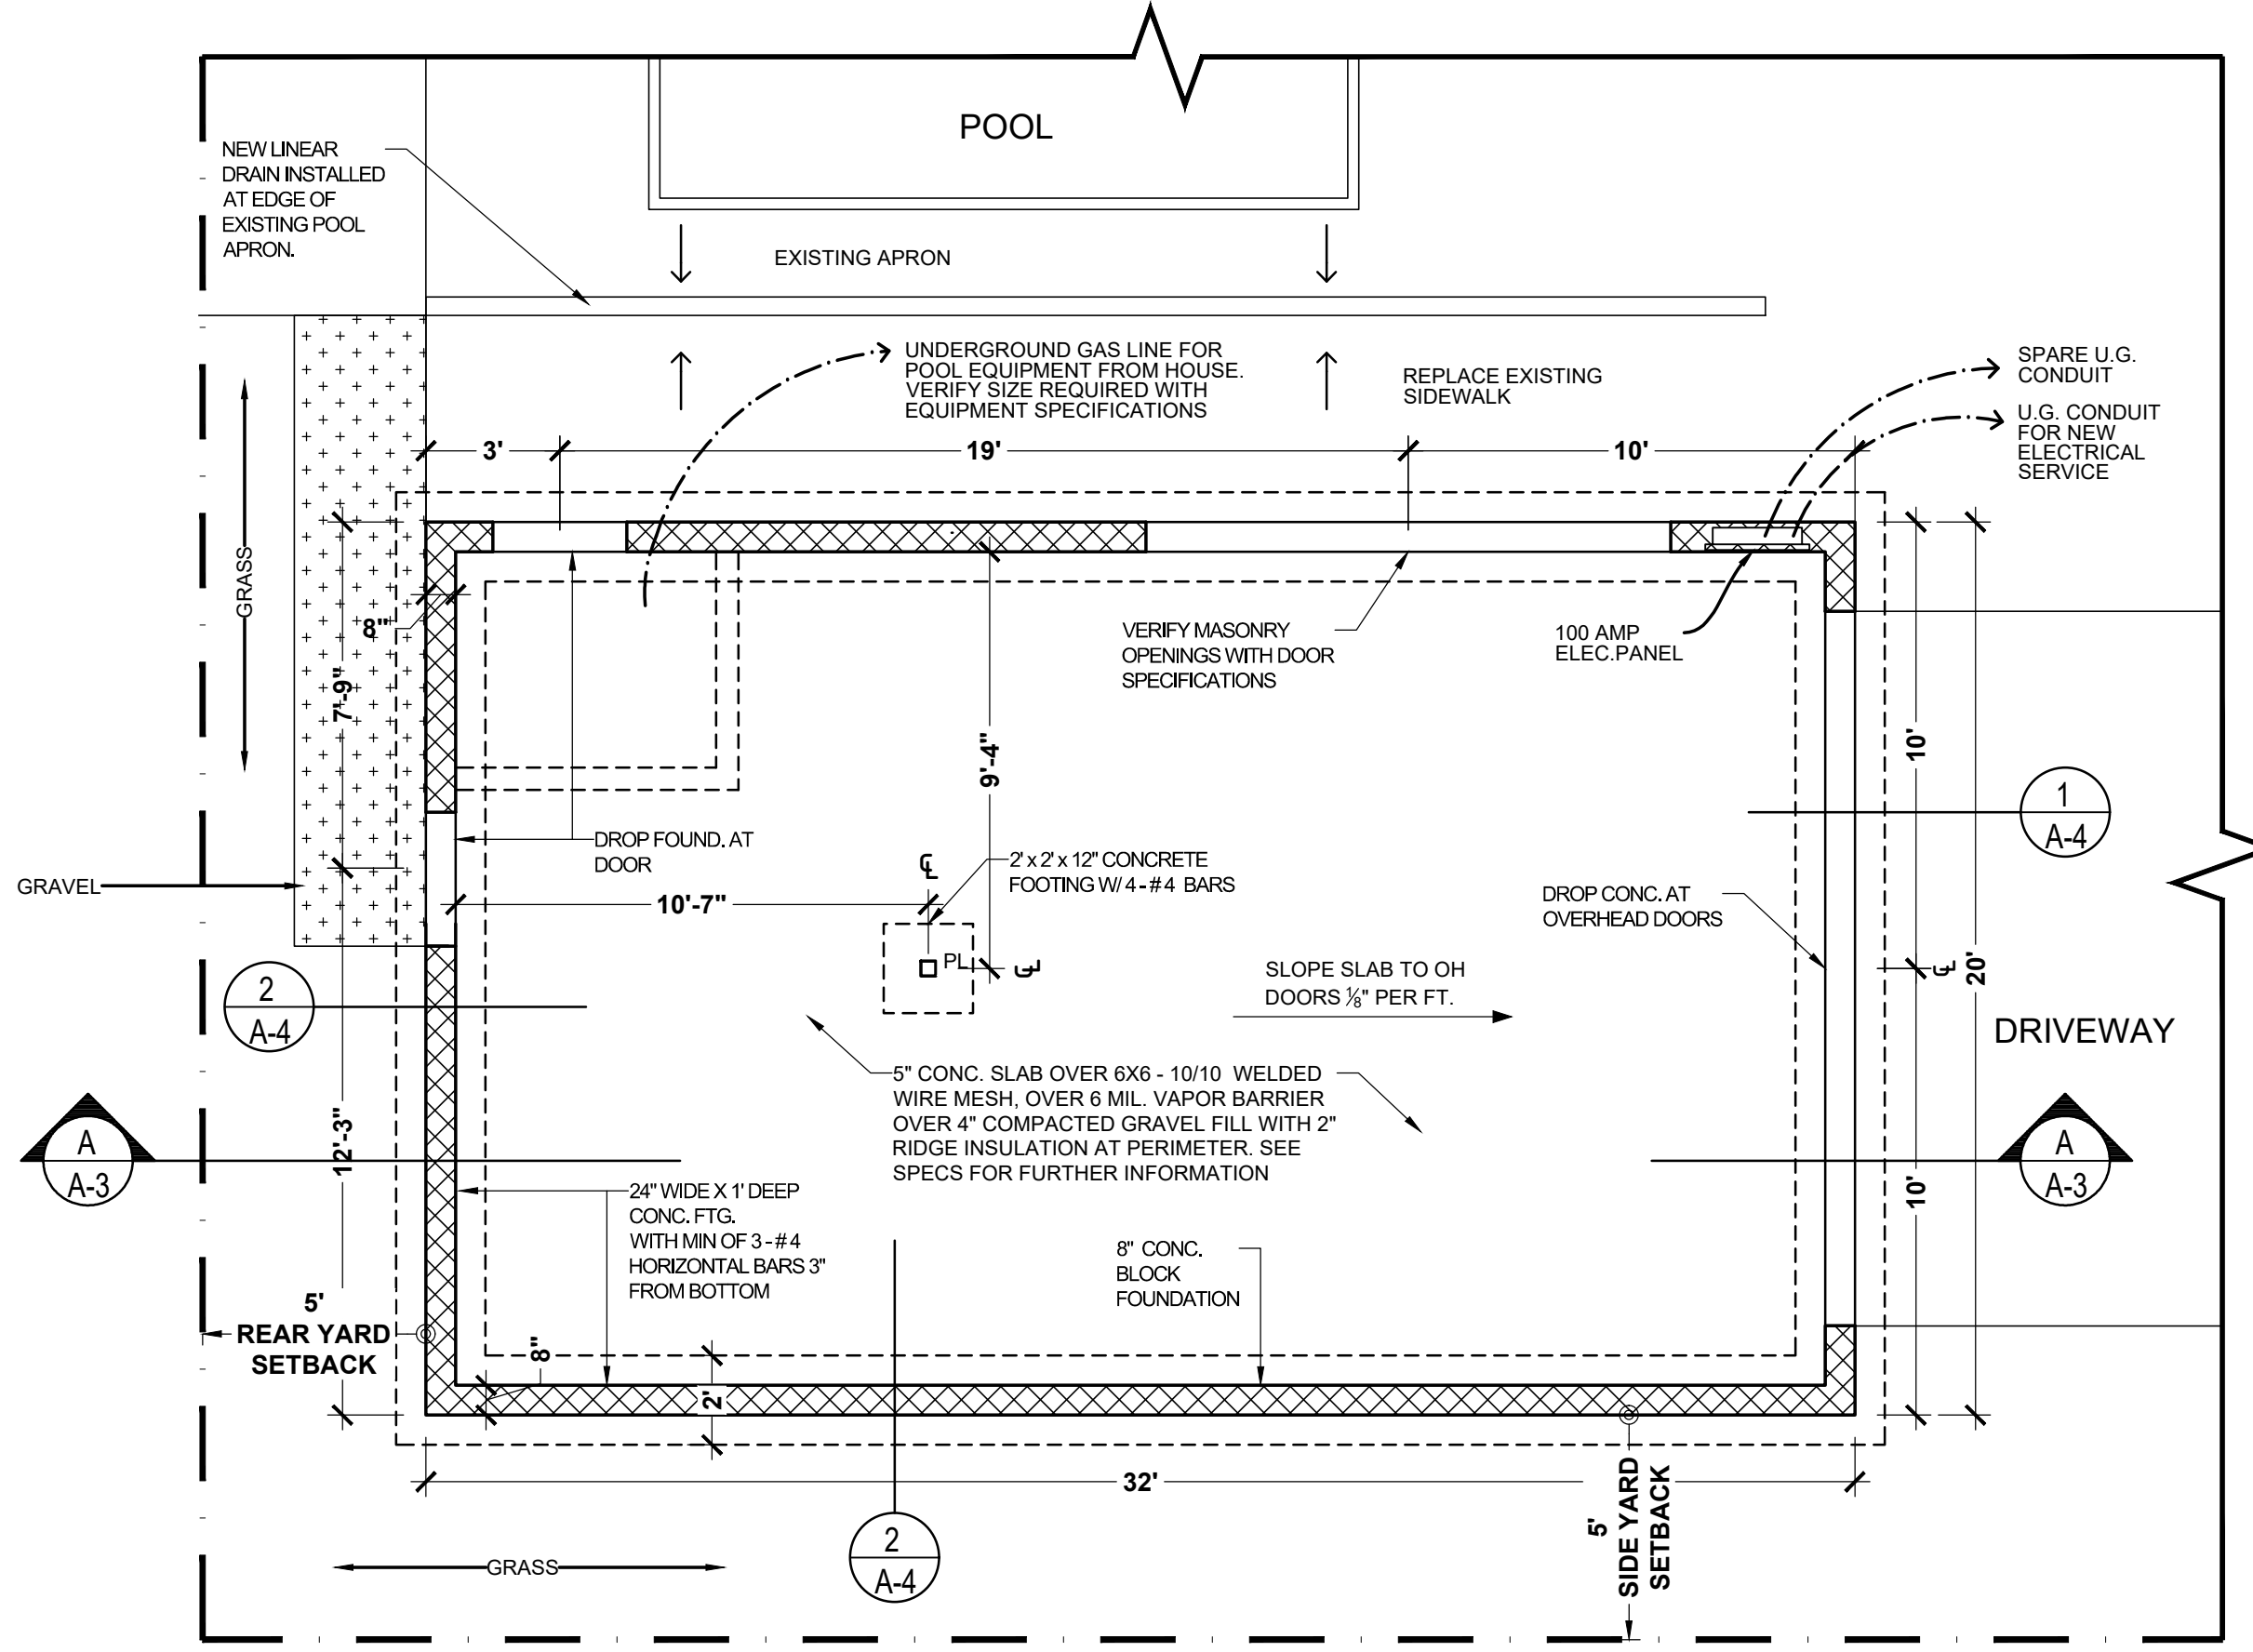 POOL
NEW LINEAR
DRAIN INSTALLED
AT EDGE OF
EXISTING POOL
APRON.
EXISTING APRON
UNDERGROUND GAS LINE FOR
POOL EQUIPMENT FROM HOUSE.
VERIFY SIZE REQUIRED WITH
EQUIPMENT SPECIFICATIONS
REPLACE EXISTING
SIDEWALK
SPARE U.G.
CONDUIT
U.G. CONDUIT
FOR NEW
ELECTRICAL
SERVICE
3'
19'
10'
GRASS
8"
7'-9"
VERIFY MASONRY
OPENINGS WITH DOOR
SPECIFICATIONS
100 AMP
ELEC.PANEL
9'-4"
10'
1
A-4
DROP FOUND. AT
DOOR
GRAVEL
℄
2' x 2' x 12" CONCRETE
FOOTING W/ 4 - # 4 BARS
10'-7"
DROP CONC. AT
OVERHEAD DOORS
PL
℄
℄
20'
2
A-4
SLOPE SLAB TO OH
DOORS ⅛" PER FT.
DRIVEWAY
5" CONC. SLAB OVER 6X6 - 10/10 WELDED
WIRE MESH, OVER 6 MIL. VAPOR BARRIER
OVER 4" COMPACTED GRAVEL FILL WITH 2"
RIDGE INSULATION AT PERIMETER. SEE
SPECS FOR FURTHER INFORMATION
A
A-3
12'-3"
A
A-3
24" WIDE X 1' DEEP
CONC. FTG.
WITH MIN OF 3 - # 4
HORIZONTAL BARS 3"
FROM BOTTOM
10'
8" CONC.
BLOCK
FOUNDATION
5'
REAR YARD
SETBACK
8"
2'
32'
5'
SIDE YARD
SETBACK
2
A-4
GRASS